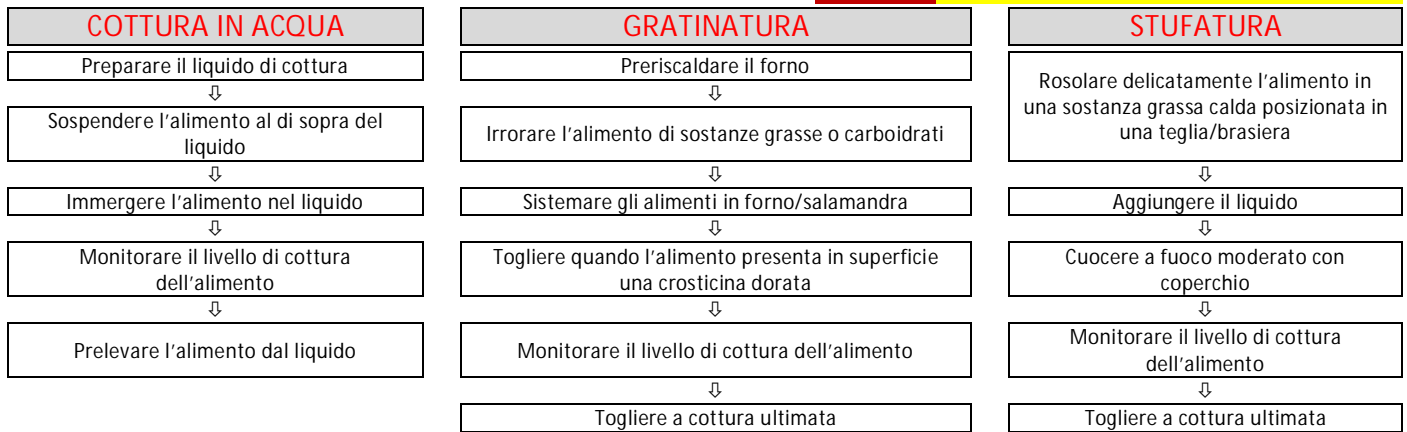 COTTURA IN ACQUA
Preparare il liquido di cottura
⇩
Sospendere l'alimento al di sopra del
liquido
⇩
Immergere l'alimento nel liquido
⇩
Monitorare il livello di cottura
dell'alimento
⇩
Prelevare l'alimento dal liquido
GRATINATURA
Preriscaldare il forno
⇩
Irrorare l'alimento di sostanze grasse o carboidrati
⇩
Sistemare gli alimenti in forno/salamandra
⇩
Togliere quando l'alimento presenta in superficie
una crosticina dorata
⇩
Monitorare il livello di cottura dell'alimento
⇩
Togliere a cottura ultimata
STUFATURA
Rosolare delicatamente l'alimento in
una sostanza grassa calda posizionata in
una teglia/brasiera
⇩
Aggiungere il liquido
⇩
Cuocere a fuoco moderato con
coperchio
⇩
Monitorare il livello di cottura
dell'alimento
⇩
Togliere a cottura ultimata